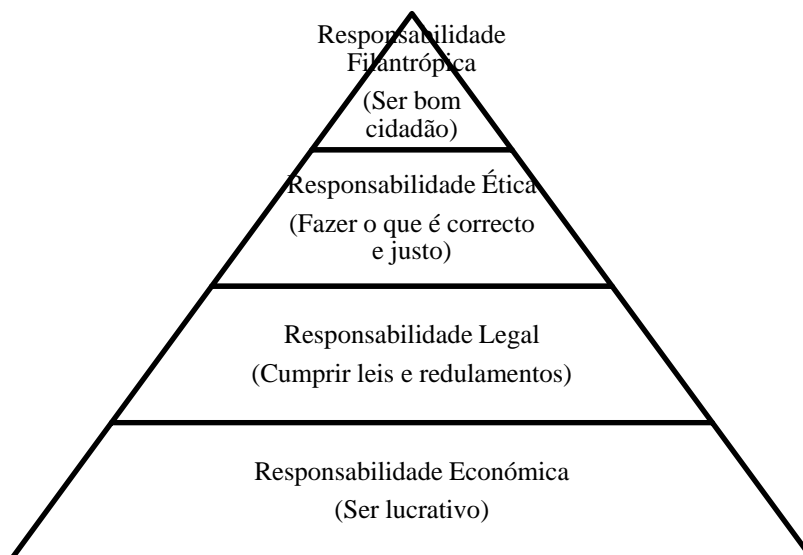 Responsabilidade
Filantrópica
(Ser bom
cidadão)
Responsabilidade Ética
(Fazer o que é correcto
e justo)
Responsabilidade Legal
(Cumprir leis e redulamentos)
Responsabilidade Económica
(Ser lucrativo)